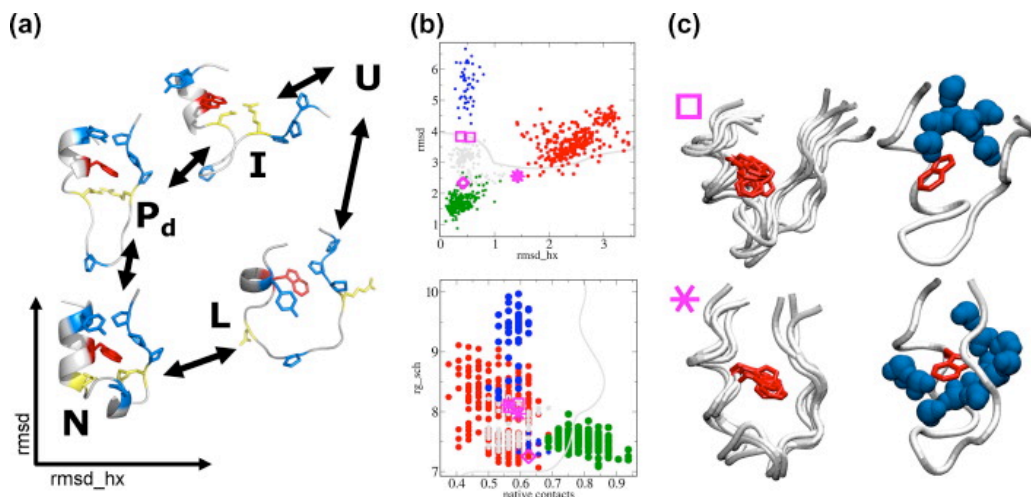 (a)
U
I
Pd
L
N
rmsd
rmsd_hx
(b)
rmsd
6
5
4
3
2
1
0
1
2
3
rmsd_hx
rg_sch
10
9
8
7
0.4
0.5
0.6
0.7
0.8
0.9
native contacts
(c)